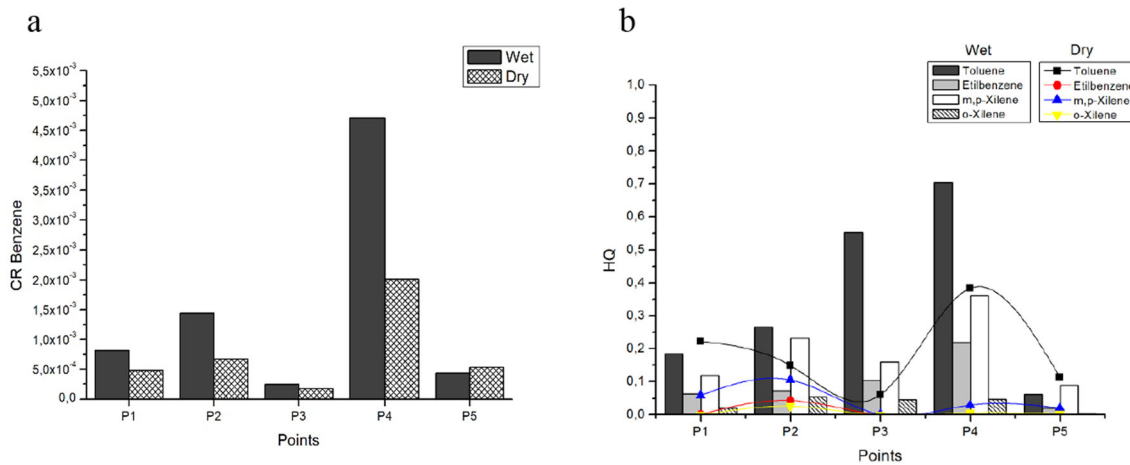 a
Wet
Dry
5,5x10⁻³
5,0x10⁻³
4,5x10⁻³
4,0x10⁻³
3,5x10⁻³
3,0x10⁻³
2,5x10⁻³
2,0x10⁻³
1,5x10⁻³
1,0x10⁻³
5,0x10⁻⁴
0,0
CR Benzene
P1 P2 P3 P4 P5
Points
b
Wet Dry
Toluene Toluene
Etilbenzene Etilbenzene
m,p-Xilene m,p-Xilene
o-Xilene o-Xilene
1,0
0,9
0,8
0,7
0,6
0,5
0,4
0,3
0,2
0,1
0,0
HQ
P1 P2 P3 P4 P5
Points